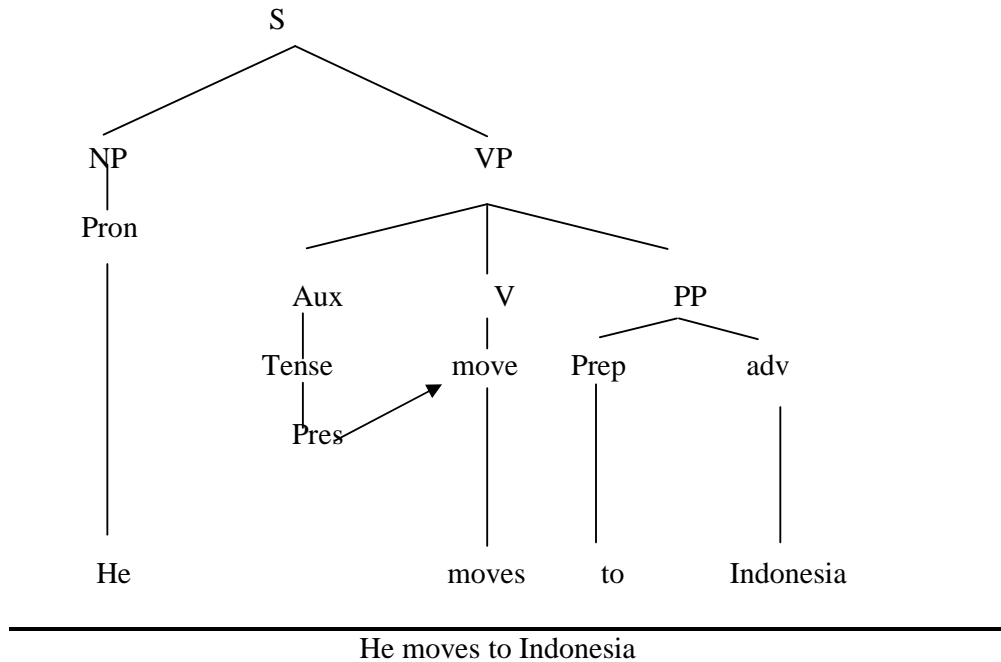 S
NP VP
Pron
Aux V PP
Tense move Prep adv
Pres
He moves to Indonesia
He moves to Indonesia